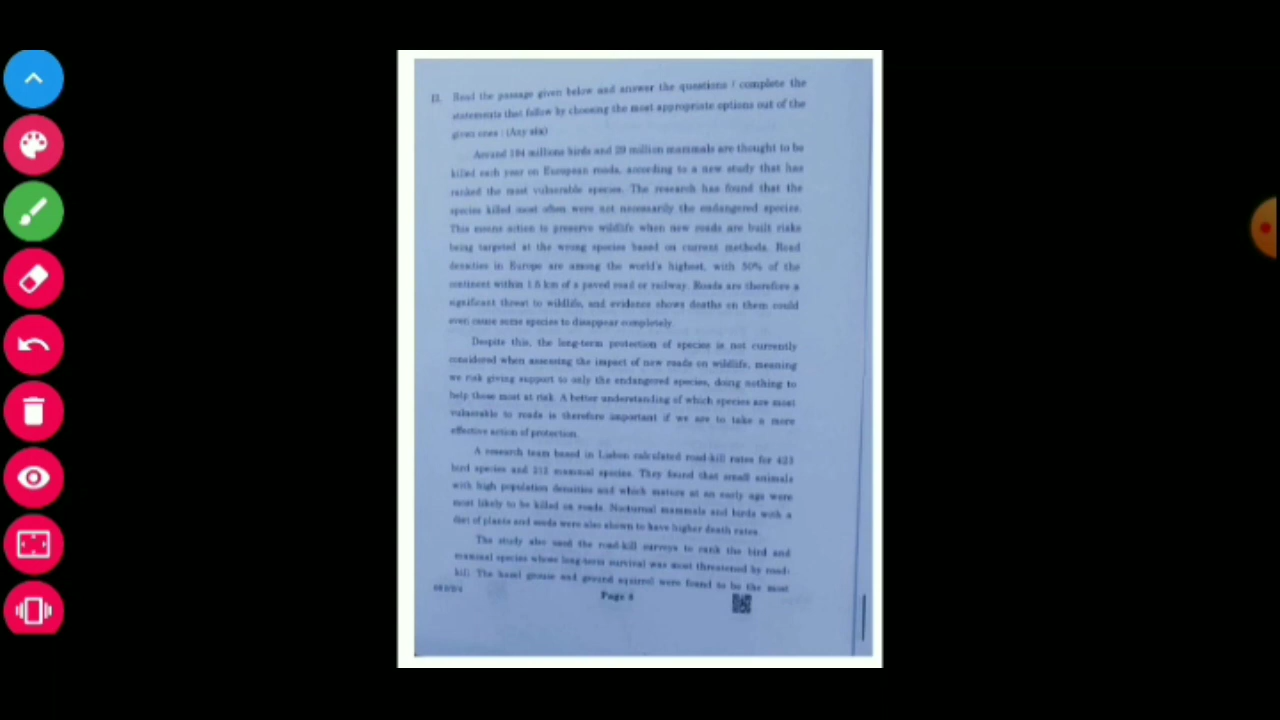 II. Read the passage given below and answer the questions / complete the
statements that follow by choosing the most appropriate options out of the
given ones : (Any six)
Around 194 millions birds and 29 million mammals are thought to be
killed each year on European roads, according to a new study that has
ranked the most vulnerable species. The research has found that the
species killed most often were not necessarily the endangered species.
This means action to preserve wildlife when new roads are built risks
being targeted at the wrong species based on current methods. Road
densities in Europe are among the world's highest, with 50% of the
continent within 1.5 km of a paved road or railway. Roads are therefore a
significant threat to wildlife, and evidence shows deaths on them could
even cause some species to disappear completely.
Despite this, the long-term protection of species is not currently
considered when assessing the impact of new roads on wildlife, meaning
we risk giving support to only the endangered species, doing nothing to
help those most at risk. A better understanding of which species are most
vulnerable to roads is therefore important if we are to take a more
effective action of protection.
A research team based in Lisbon calculated road-kill rates for 423
bird species and 212 mammal species. They found that small animals
with high population densities and which mature at an early age were
most likely to be killed on roads. Nocturnal mammals and birds with a
diet of plants and seeds were also shown to have higher death rates.
The study also used the road-kill surveys to rank the bird and
mammal species whose long-term survival was most threatened by road-
kill. The hazel grouse and ground squirrel were found to be the most
Page 4